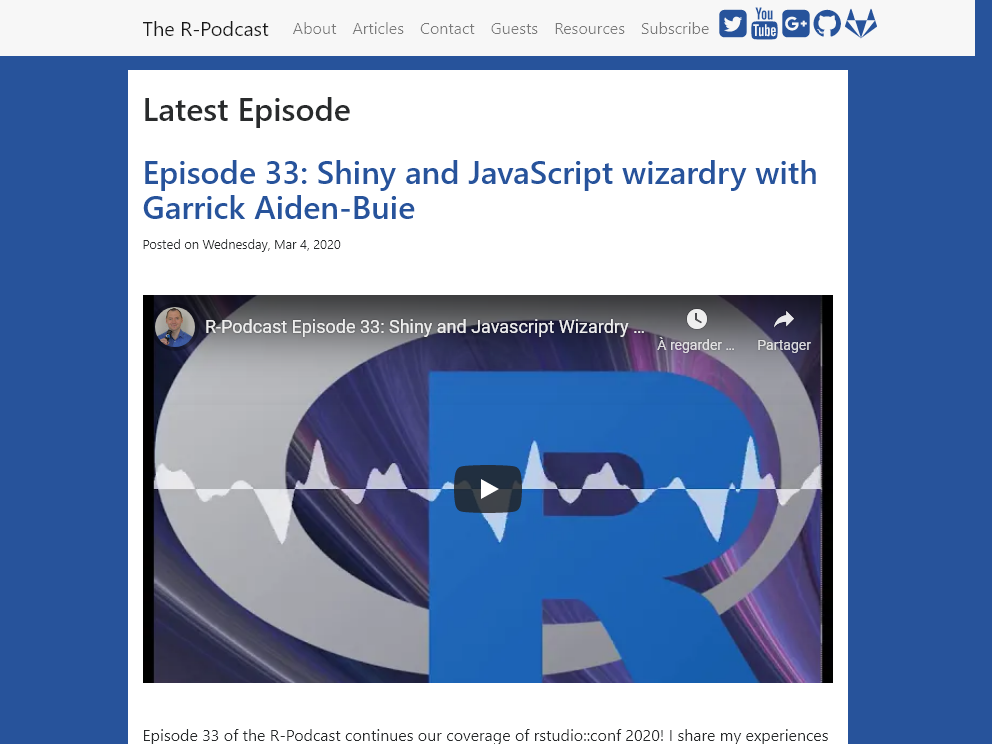 The R-Podcast About Articles Contact Guests Resources Subscribe You Tube G+
Latest Episode
Episode 33: Shiny and JavaScript wizardry with
Garrick Aiden-Buie
Posted on Wednesday, Mar 4, 2020
R-Podcast Episode 33: Shiny and Javascript Wizardry ...
À regarder ...
Partager
R
Episode 33 of the R-Podcast continues our coverage of rstudio::conf 2020! I share my experiences